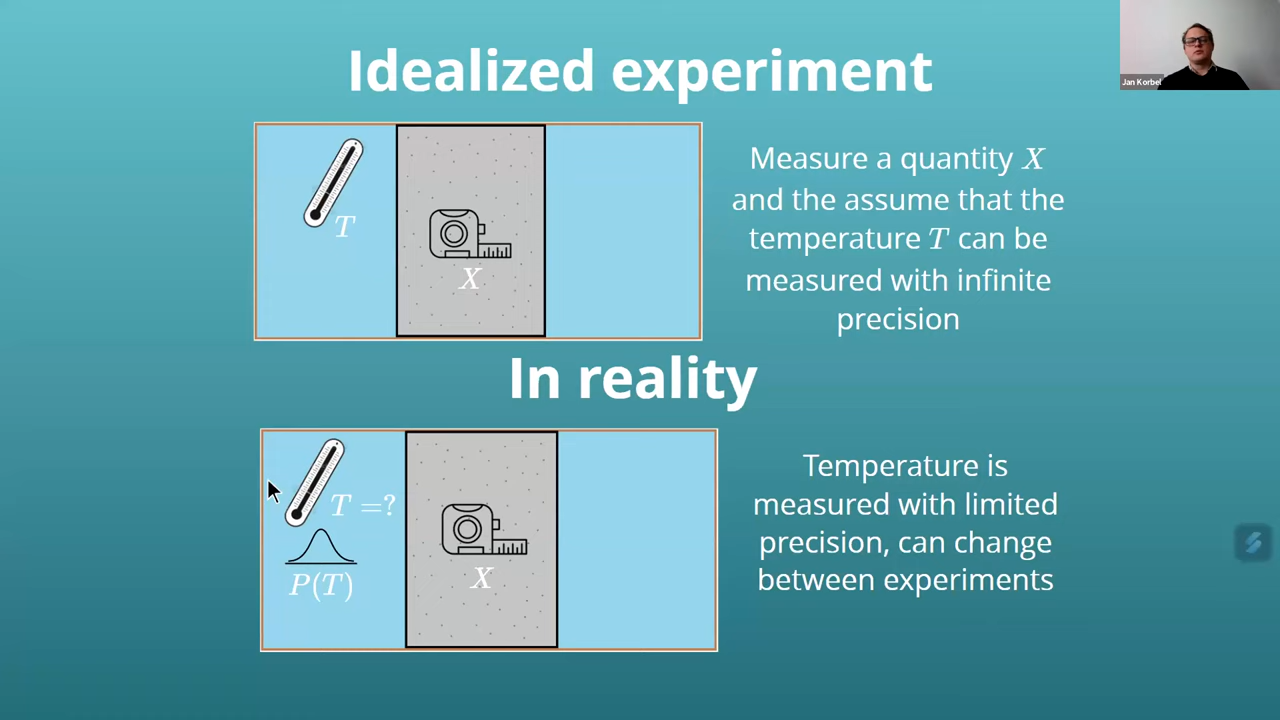 Idealized experiment
Jan Korbel
T
X
Measure a quantity X
and the assume that the
temperature T can be
measured with infinite
precision
In reality
T =?
P(T)
X
Temperature is
measured with limited
precision, can change
between experiments